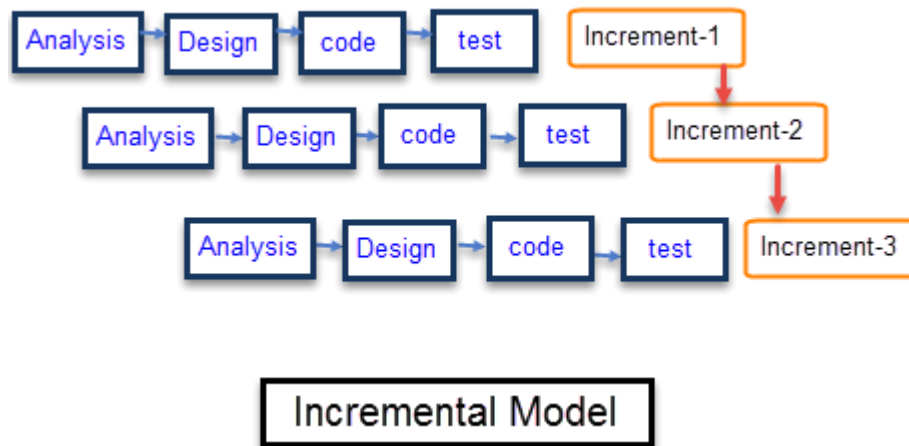 Analysis Design code test Increment-1
Analysis Design code test Increment-2
Analysis Design code test Increment-3
Incremental Model